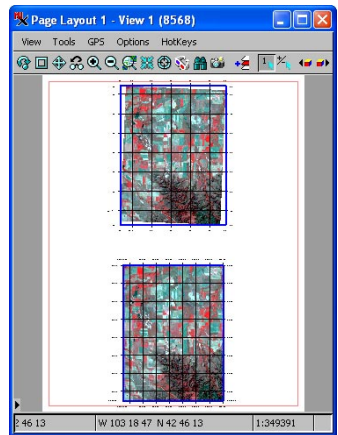 Page Layout 1 - View 1 (8568)
View Tools GPS Options HotKeys
2 46 13 W 103 18 47 N 42 46 13 1:349391